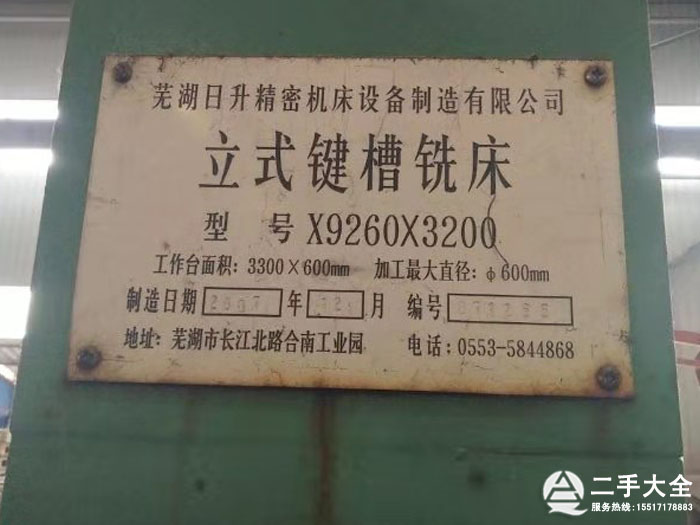 芜湖日升精密机床设备制造有限公司
立式键槽铣床
型 号 X9260X3200
工作台面积：3300×600mm 加工最大直径：φ600mm
制造日期 2007 年 12 月 编号
地址：芜湖市长江北路合南工业园 电话：0553-5844868
二手大全
服务热线：15517178883